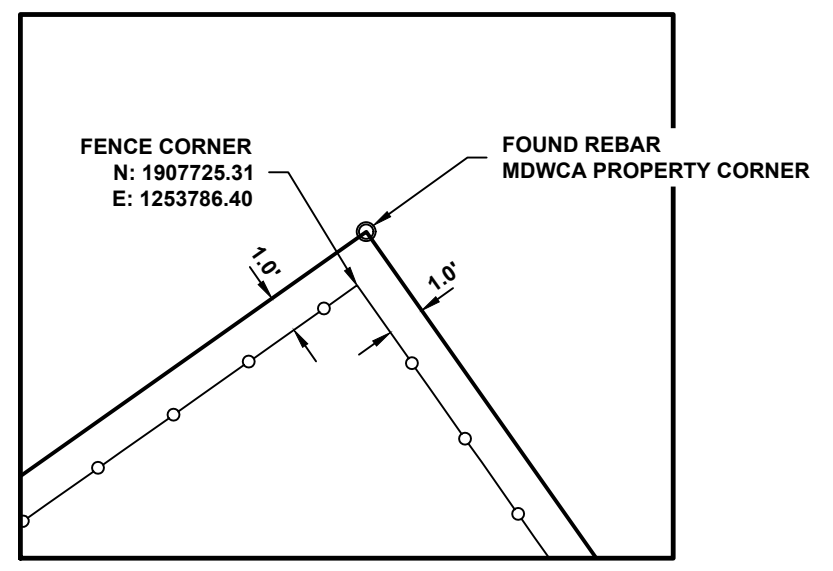 FENCE CORNER
N: 1907725.31
E: 1253786.40
FOUND REBAR
MDWCA PROPERTY CORNER
1.0'
1.0'